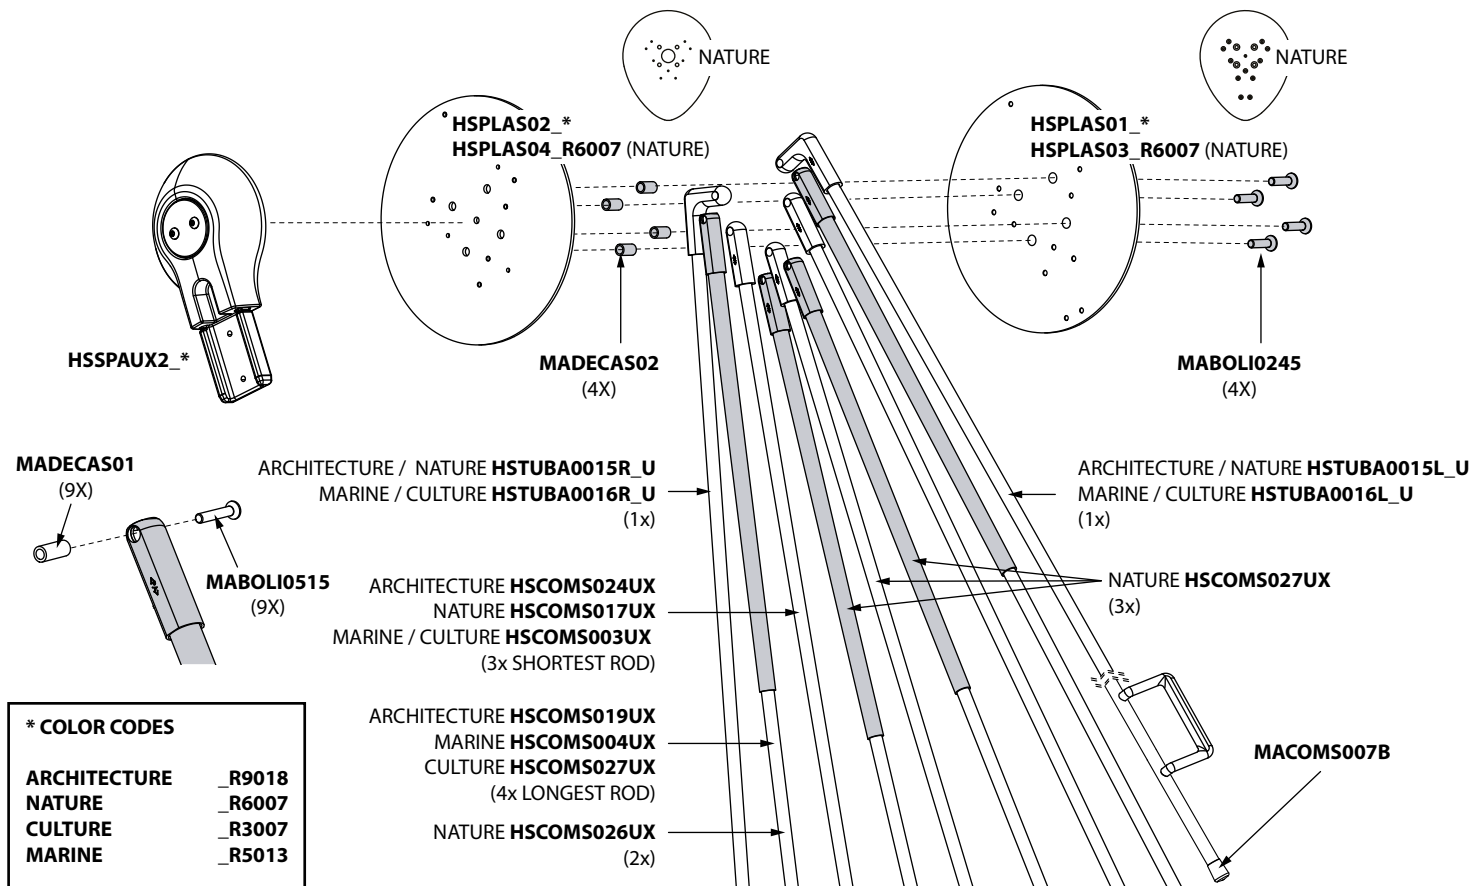 NATURE
NATURE
HSPLAS02_*
HSPLAS04_R6007 (NATURE)
HSPLAS01_*
HSPLAS03_R6007 (NATURE)
HSSPAUX2_*
MADECAS02
(4X)
MABOLI0245
(4X)
MADECAS01
(9X)
MABOLI0515
(9X)
ARCHITECTURE / NATURE HSTUBA0015R_U
MARINE / CULTURE HSTUBA0016R_U
(1x)
ARCHITECTURE / NATURE HSTUBA0015L_U
MARINE / CULTURE HSTUBA0016L_U
(1x)
ARCHITECTURE HSCOMS024UX
NATURE HSCOMS017UX
MARINE / CULTURE HSCOMS003UX
(3x SHORTEST ROD)
NATURE HSCOMS027UX
(3x)
ARCHITECTURE HSCOMS019UX
MARINE HSCOMS004UX
CULTURE HSCOMS027UX
(4x LONGEST ROD)
NATURE HSCOMS026UX
(2x)
MACOMS007B
* COLOR CODES
ARCHITECTURE _R9018
NATURE _R6007
CULTURE _R3007
MARINE _R5013